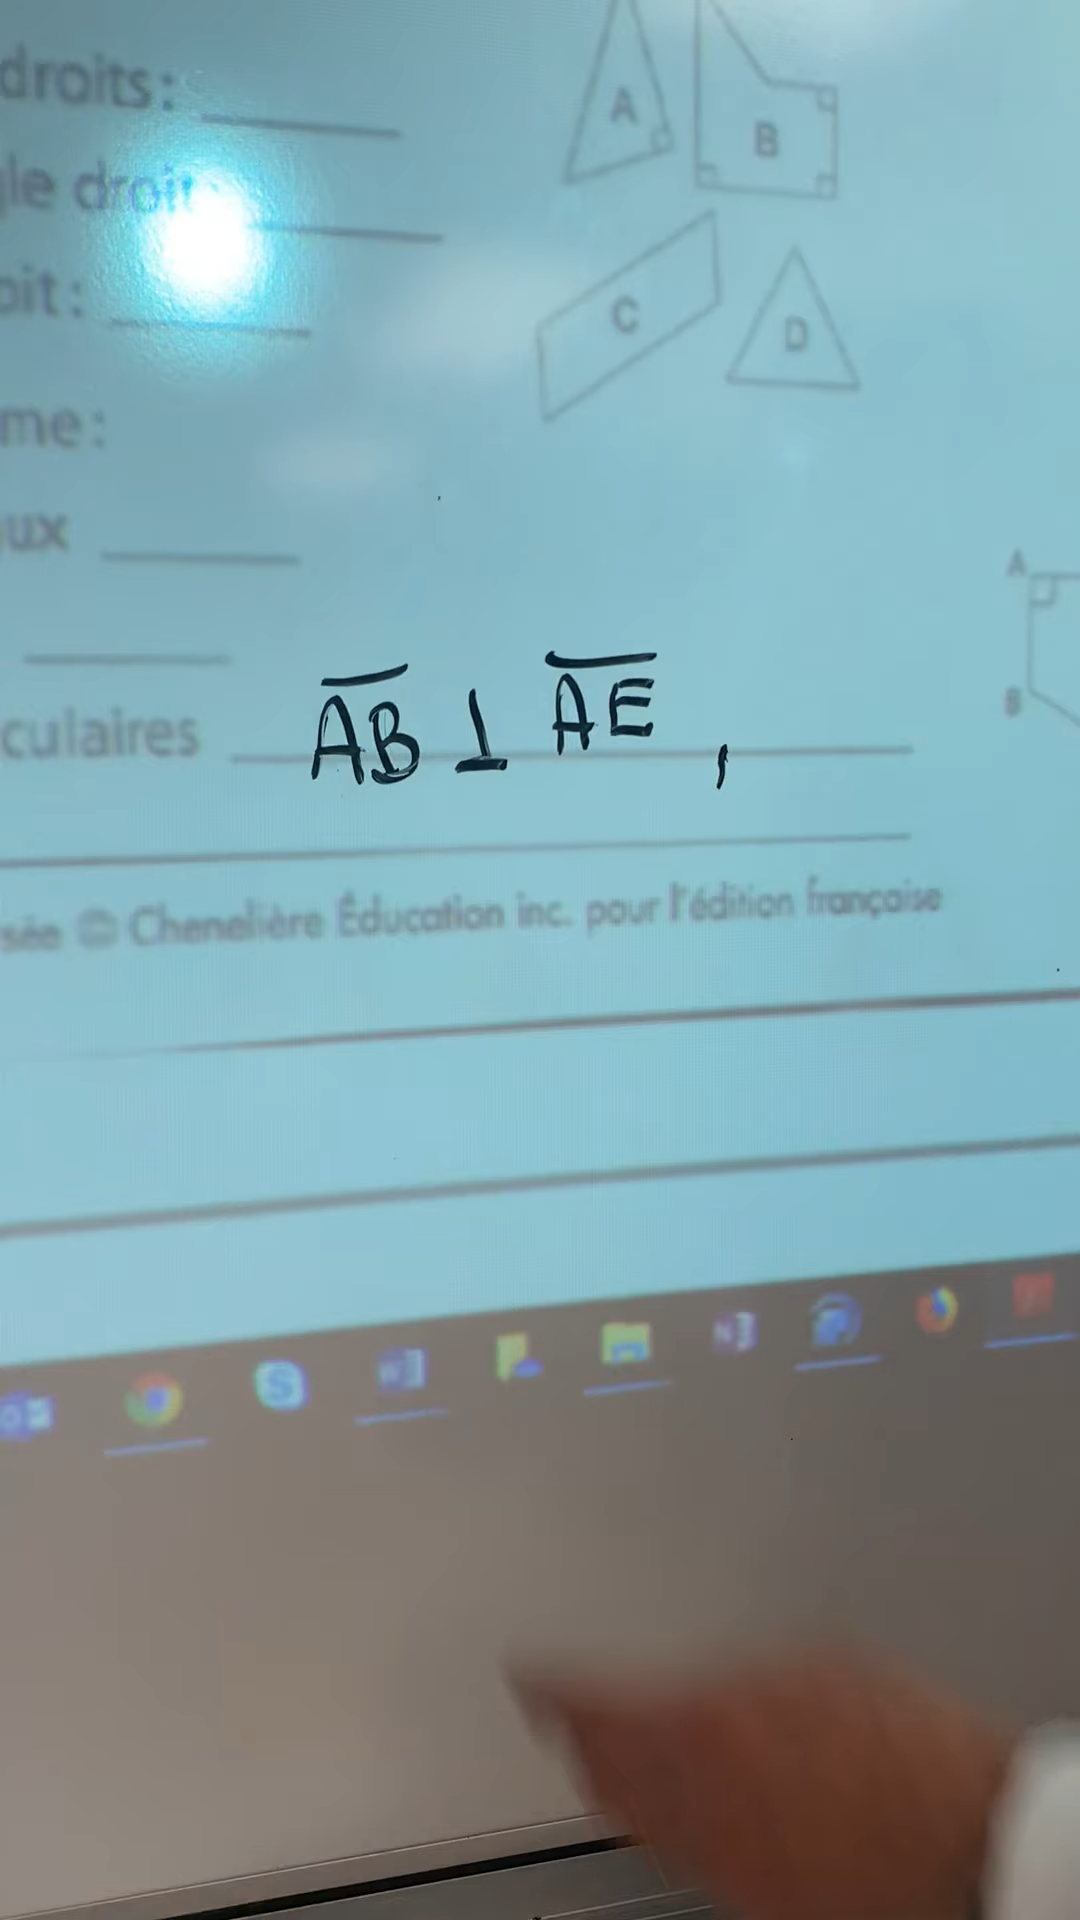 droits:
A
B
le droit
oit:
C
D
me:
ux
A
B
culaires AB ⊥ AE ,
sée © Chenelière Éducation inc. pour l'édition française